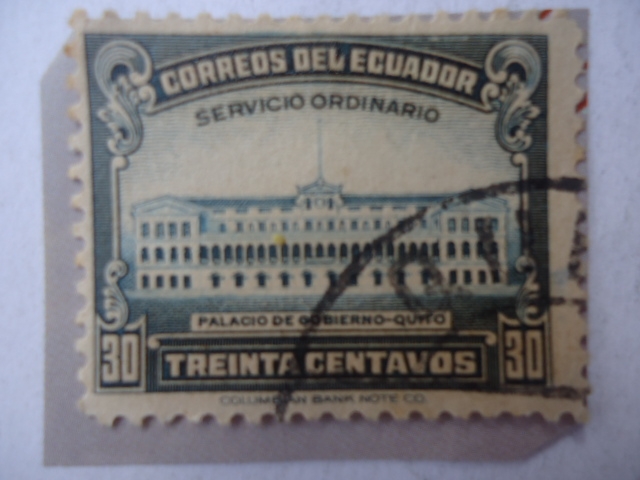 CORREOS DEL ECUADOR
SERVICIO ORDINARIO
PALACIO DE GOBIERNO-QUITO
30 TREINTA CENTAVOS 30
COLUMBIAN BANK NOTE CO.